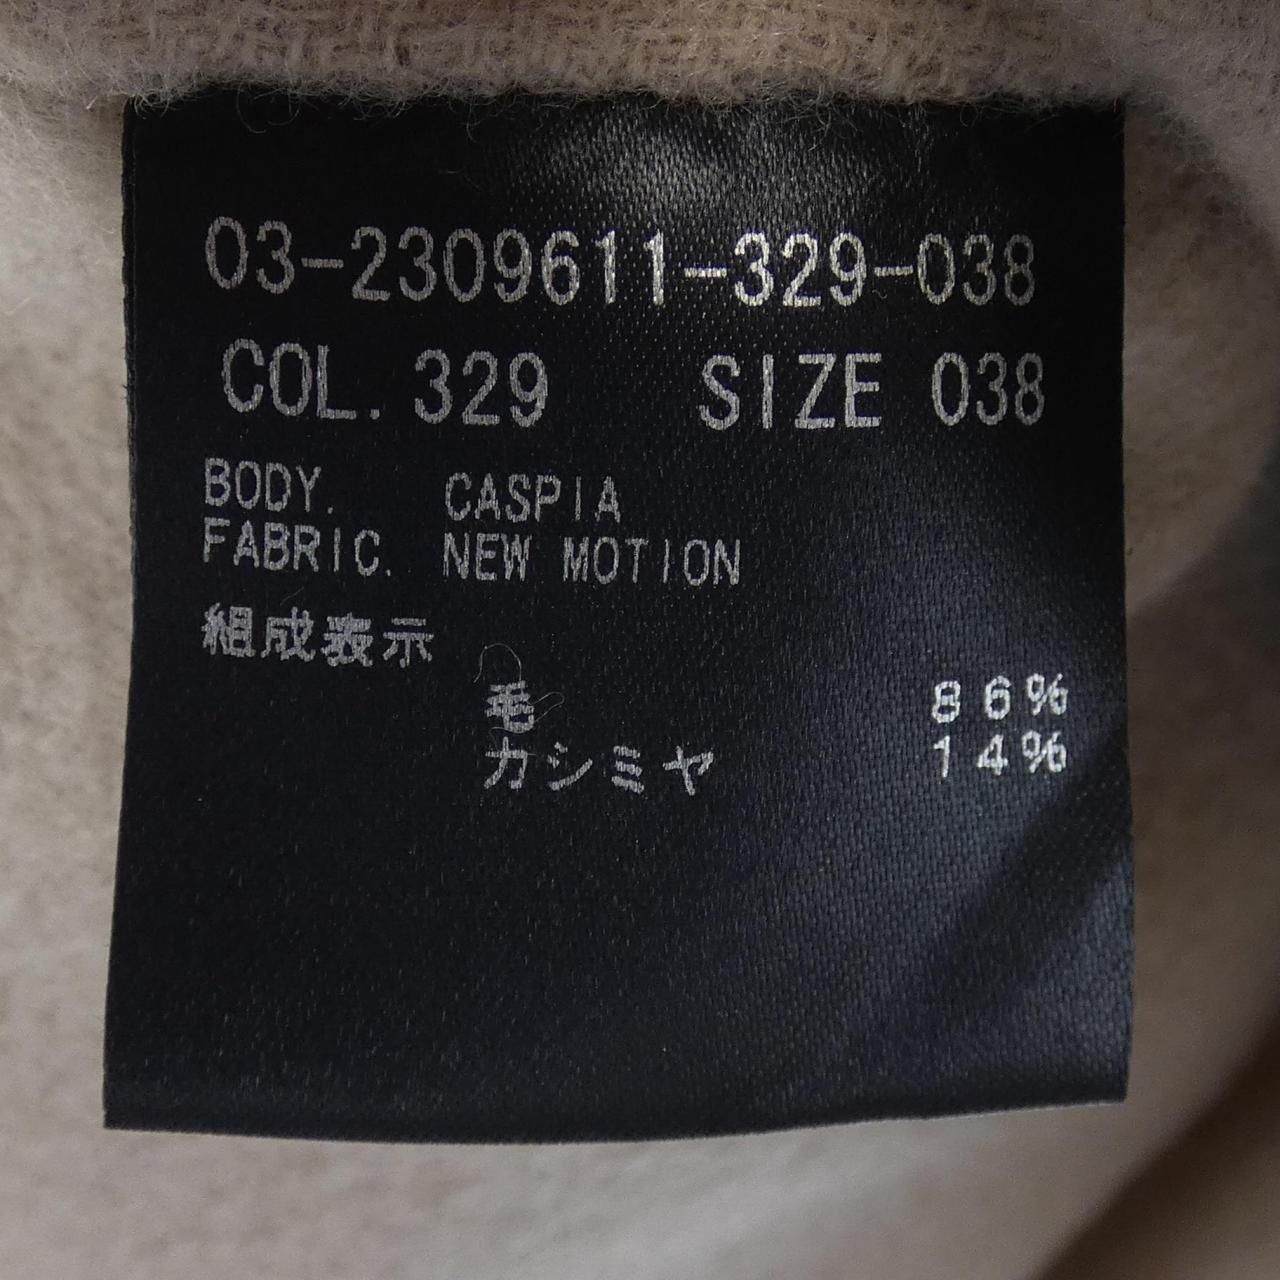 03-2309611-329-038
COL. 329 SIZE 038
BODY. CASPIA
FABRIC. NEW MOTION
組成表示
毛 86%
カシミヤ 14%